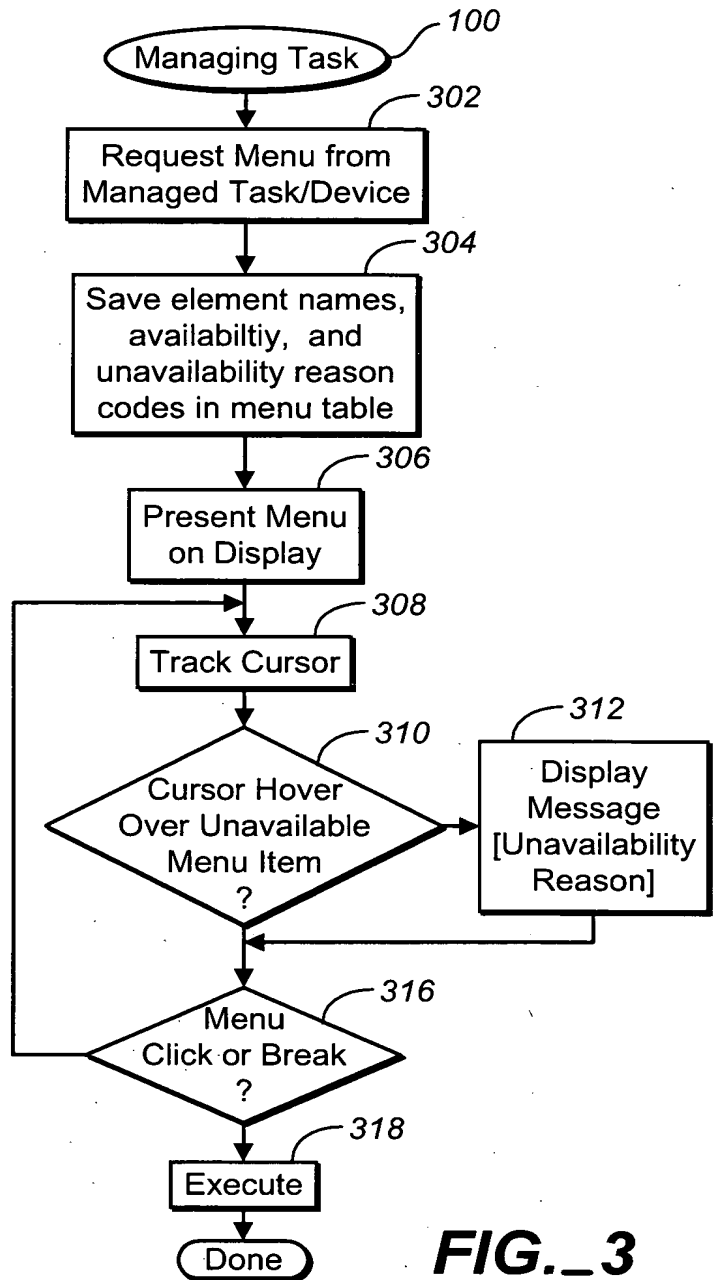 100
Managing Task
302
Request Menu from
Managed Task/Device
304
Save element names,
availabiltiy, and
unavailability reason
codes in menu table
306
Present Menu
on Display
308
Track Cursor
310
Cursor Hover
Over Unavailable
Menu Item
?
312
Display
Message
[Unavailability
Reason]
316
Menu
Click or Break
?
318
Execute
Done
FIG._3